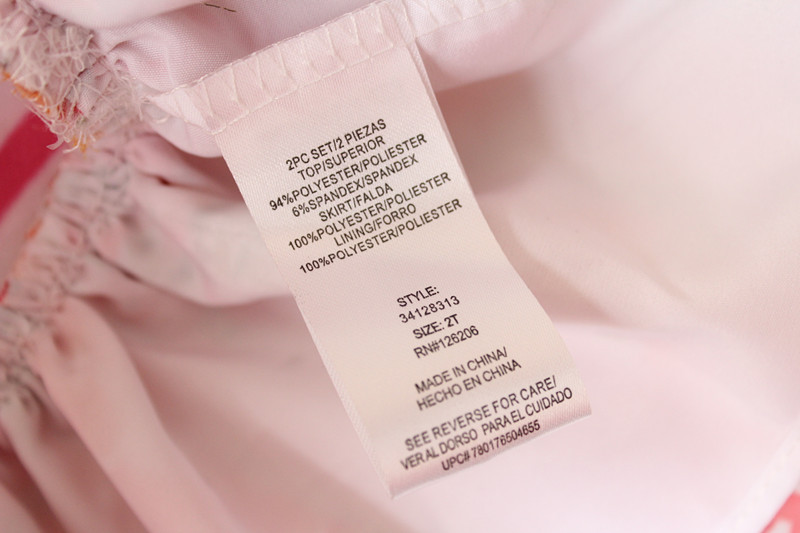 2PC SET/2 PIEZAS
TOP/SUPERIOR
94%POLYESTER/POLIESTER
6%SPANDEX/SPANDEX
SKIRT/FALDA
100%POLYESTER/POLIESTER
LINING/FORRO
100%POLYESTER/POLIESTER
STYLE:
34128313
SIZE: 2T
RN#126206
MADE IN CHINA/
HECHO EN CHINA
SEE REVERSE FOR CARE/
VER AL DORSO PARA EL CUIDADO
UPC# 780176504655